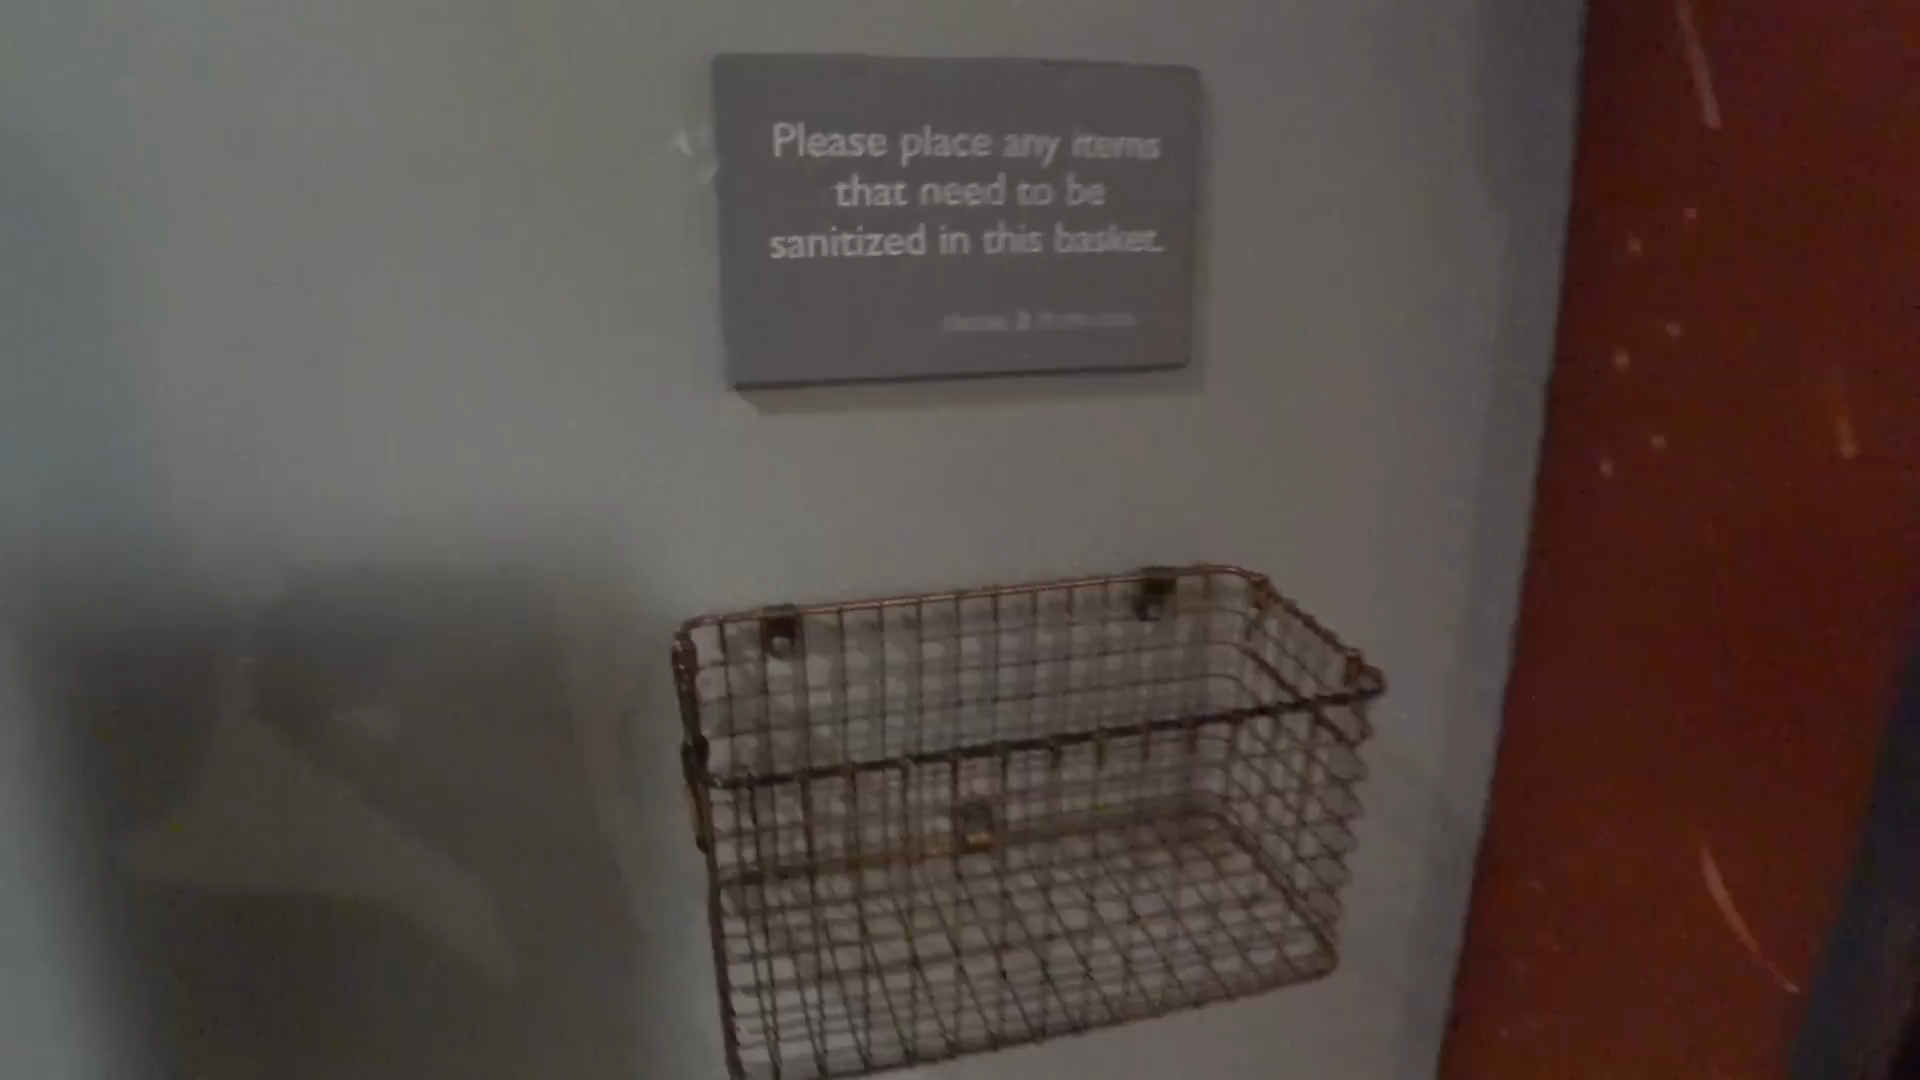 Please place any items
that need to be
sanitized in this basket.